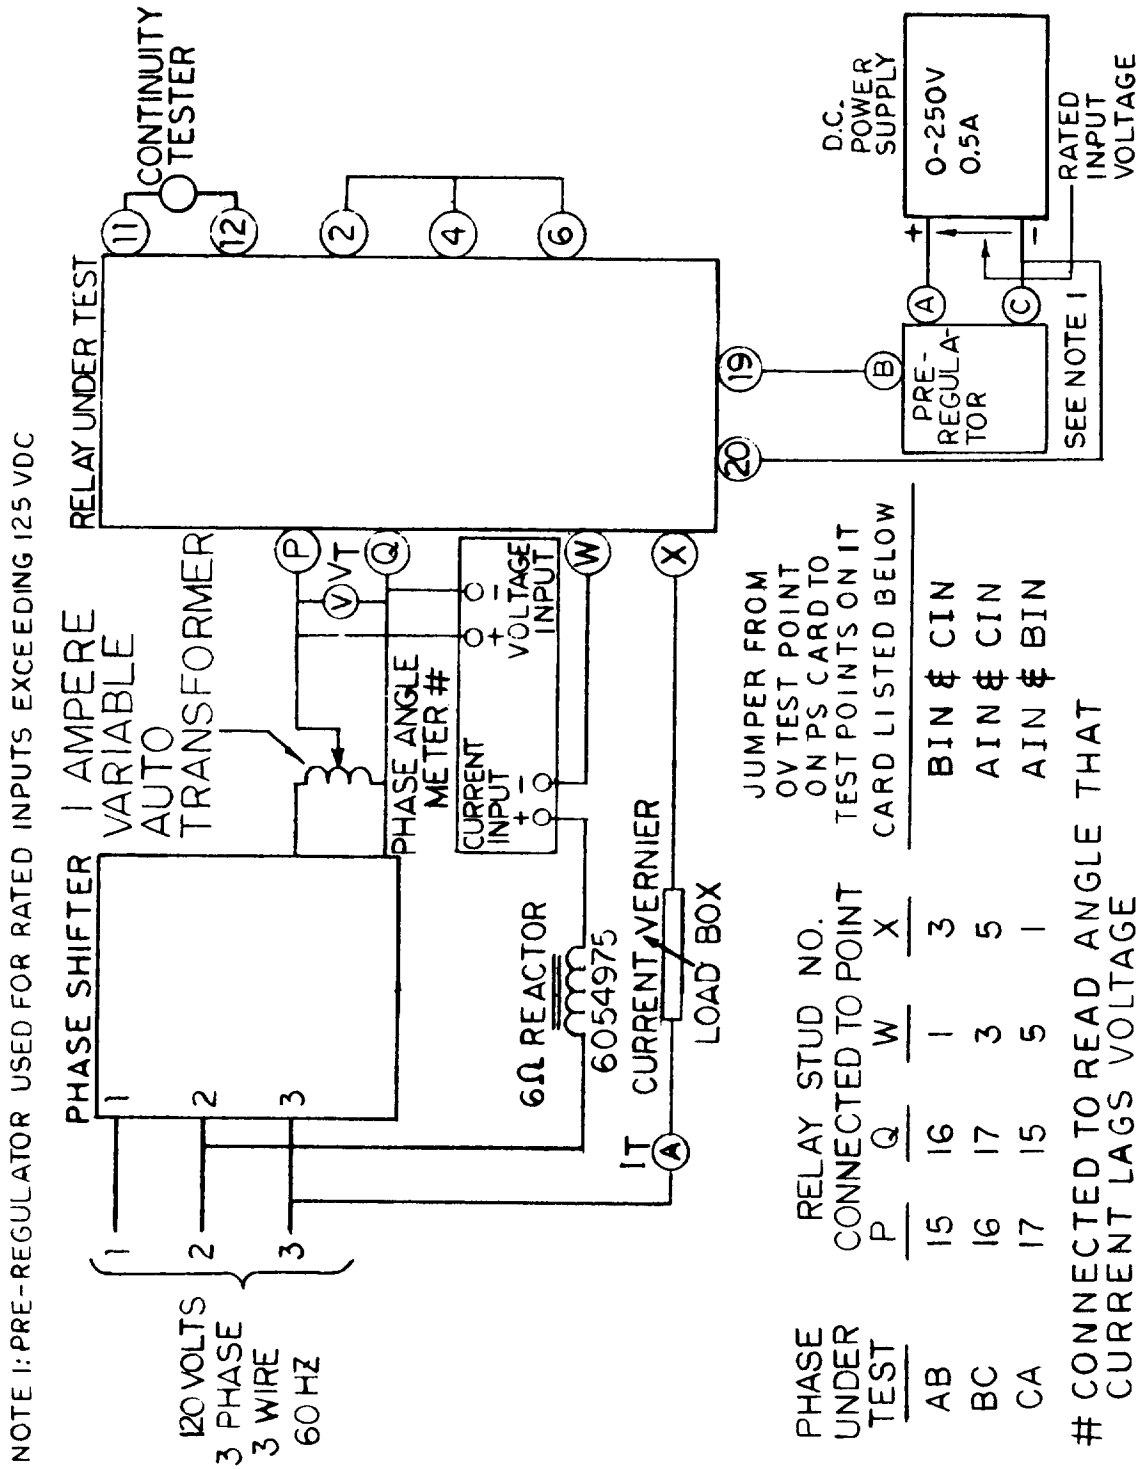 NOTE 1: PRE-REGULATOR USED FOR RATED INPUTS EXCEEDING 125 VDC
120 VOLTS
3 PHASE
3 WIRE
60 HZ
1
2
3
PHASE SHIFTER
1
2
3
1 AMPERE
VARIABLE
AUTO
TRANSFORMER
RELAY UNDER TEST
11
12
CONTINUITY
TESTER
2
4
6
P
V
VT
Q
PHASE ANGLE
METER #
CURRENT
INPUT
+ -
+ -
VOLTAGE
INPUT
W
X
6Ω REACTOR
6054975
CURRENT VERNIER
LOAD BOX
IT
A
20
19
B
PRE-
REGULA-
TOR
A
C
+
-
D.C.
POWER
SUPPLY
0-250V
0.5A
RATED
INPUT
VOLTAGE
SEE NOTE 1
PHASE
UNDER
TEST
RELAY STUD NO.
CONNECTED TO POINT
P Q W X
JUMPER FROM
OV TEST POINT
ON PS CARD TO
TEST POINTS ON IT
CARD LISTED BELOW
AB 15 16 1 3 BIN & CIN
BC 16 17 3 5 AIN & CIN
CA 17 15 5 1 AIN & BIN
# CONNECTED TO READ ANGLE THAT
CURRENT LAGS VOLTAGE